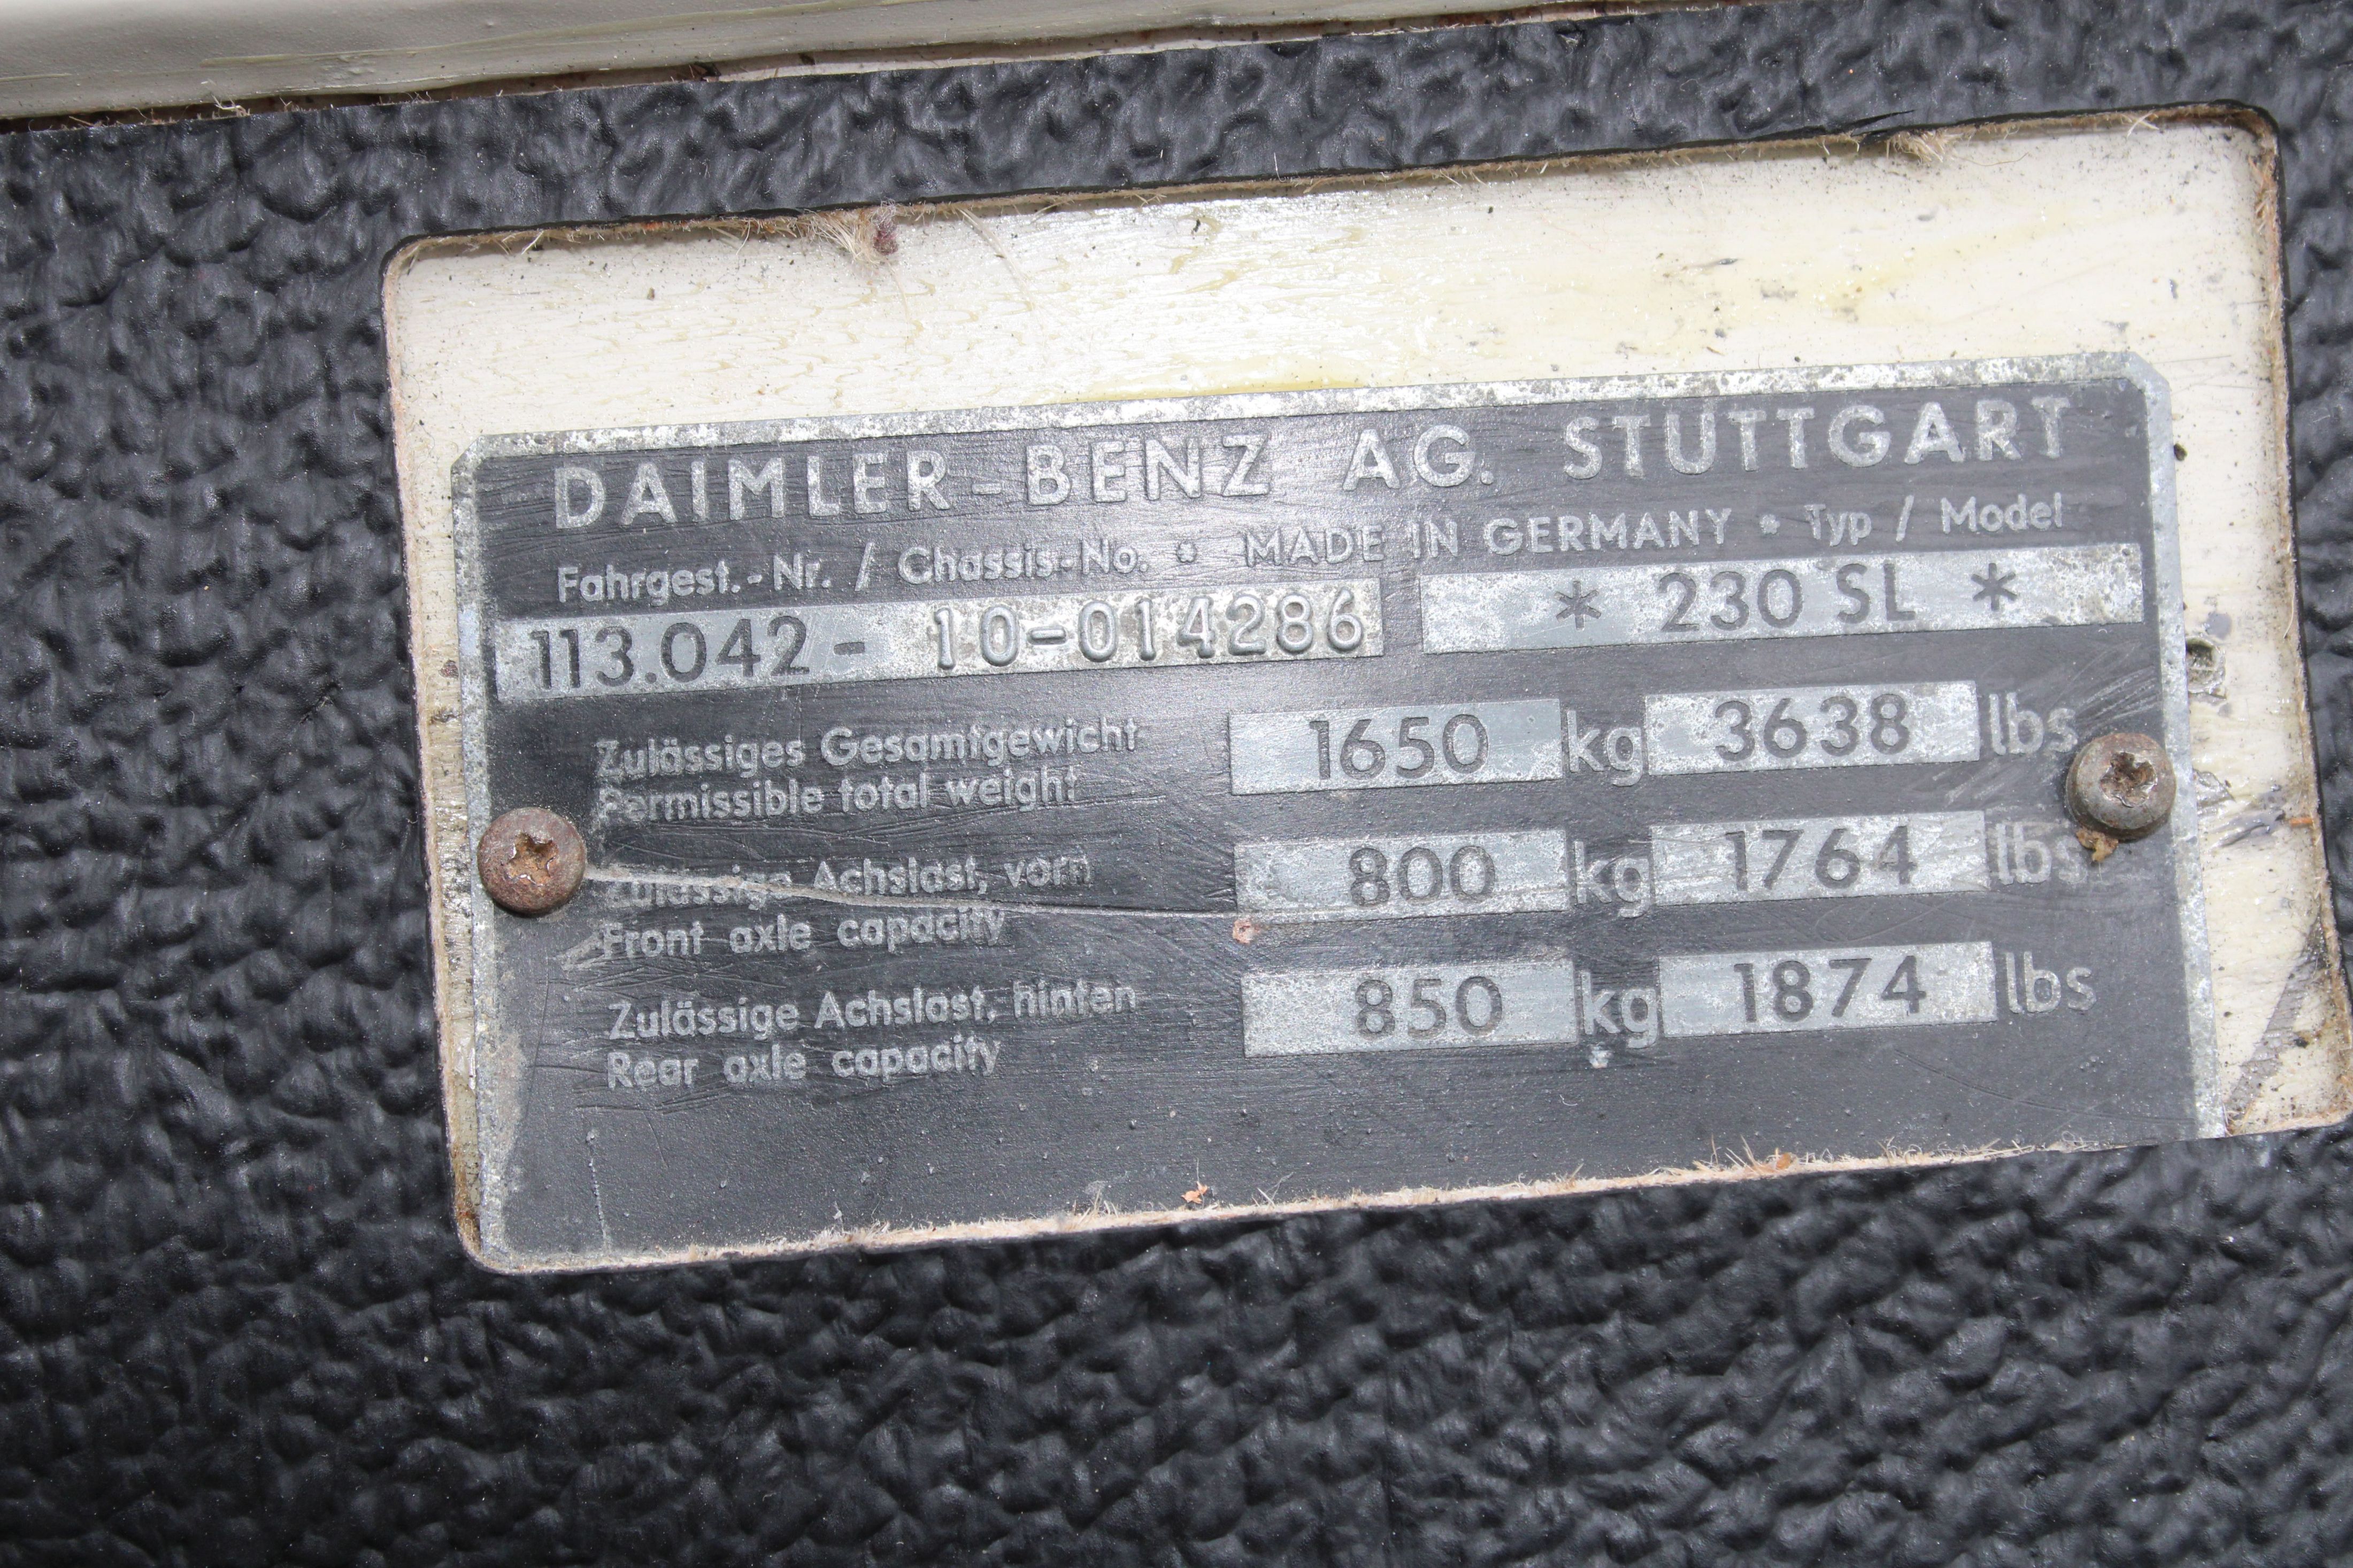 DAIMLER-BENZ AG. STUTTGART
Fahrgest.-Nr. / Chassis-No. * MADE IN GERMANY * Typ / Model
113.042- 10-014286 * 230 SL *
Zulässiges Gesamtgewicht
Permissible total weight 1650 kg 3638 lbs
Zulässige Achslast, vorn
Front axle capacity 800 kg 1764 lbs
Zulässige Achslast, hinten
Rear axle capacity 850 kg 1874 lbs